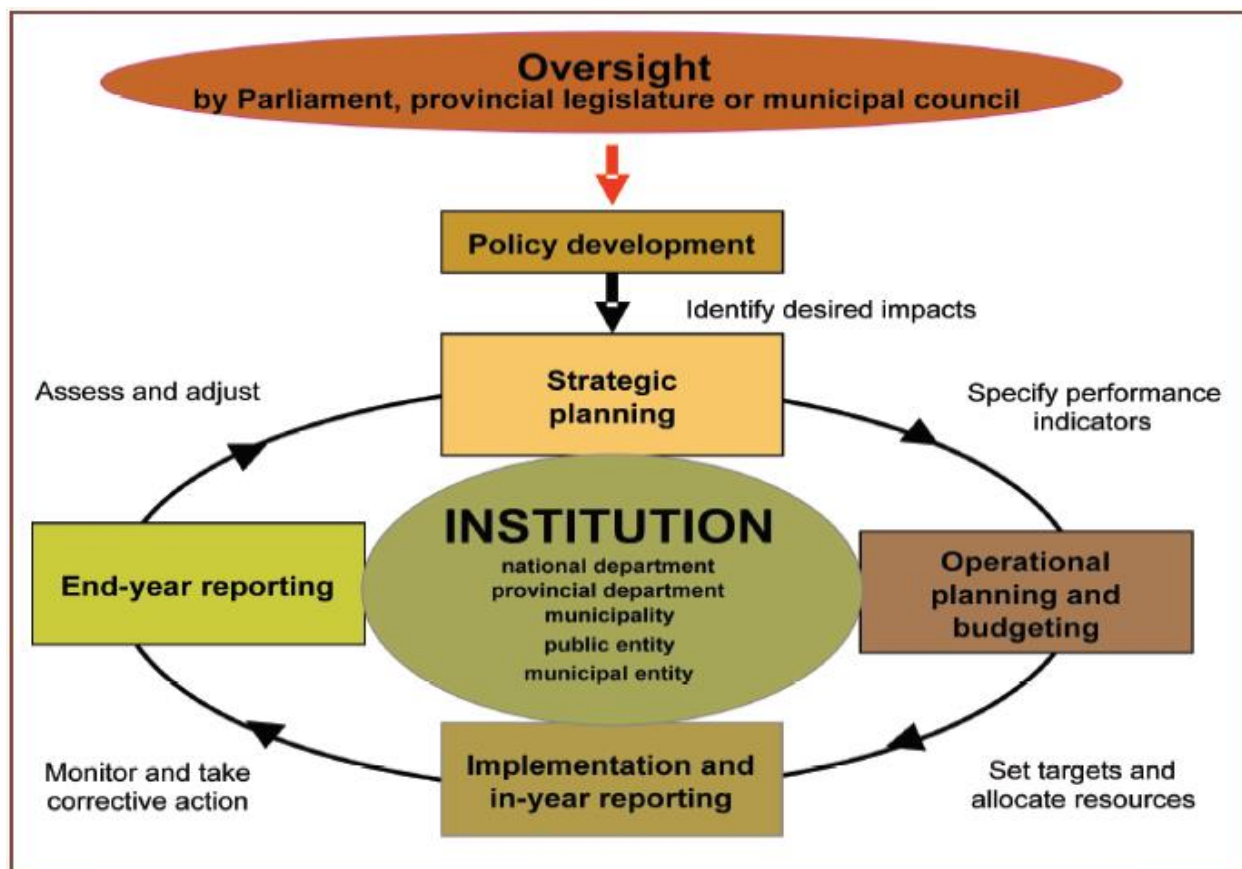 Oversight
by Parliament, provincial legislature or municipal council
Policy development
Identify desired impacts
Strategic
planning
Assess and adjust
Specify performance
indicators
INSTITUTION
national department
provincial department
municipality
public entity
municipal entity
End-year reporting
Operational
planning and
budgeting
Implementation and
in-year reporting
Monitor and take
corrective action
Set targets and
allocate resources